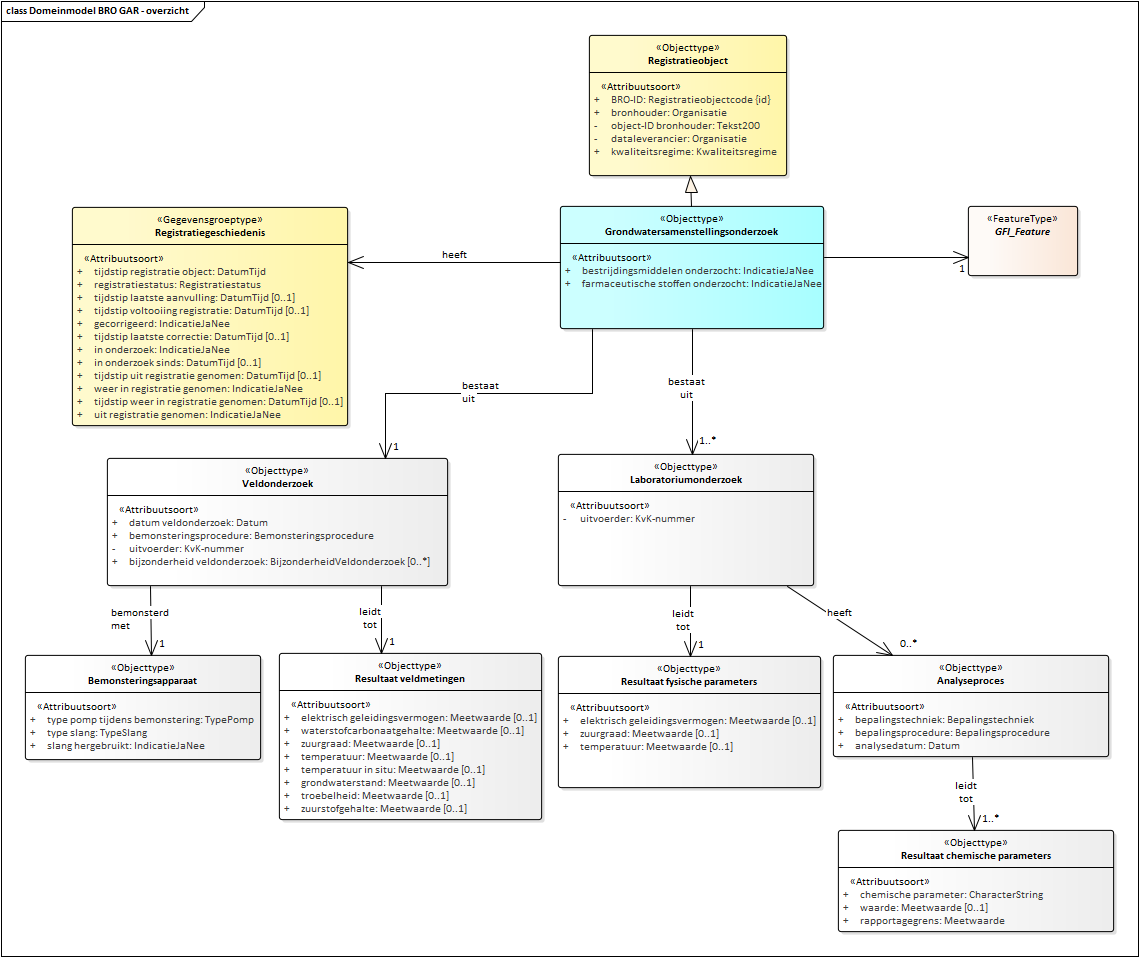 class Domeinmodel BRO GAR - overzicht
«Objecttype»
Registratieobject
«Attribuutsoort»
+ BRO-ID: Registratieobjectcode {id}
+ bronhouder: Organisatie
- object-ID bronhouder: Tekst200
- dataleverancier: Organisatie
+ kwaliteitsregime: Kwaliteitsregime
«Gegevensgroeptype»
Registratiegeschiedenis
«Attribuutsoort»
+ tijdstip registratie object: DatumTijd
+ registratiestatus: Registratiestatus
+ tijdstip laatste aanvulling: DatumTijd [0..1]
+ tijdstip voltooiing registratie: DatumTijd [0..1]
+ gecorrigeerd: IndicatieJaNee
+ tijdstip laatste correctie: DatumTijd [0..1]
+ in onderzoek: IndicatieJaNee
+ in onderzoek sinds: DatumTijd [0..1]
+ tijdstip uit registratie genomen: DatumTijd [0..1]
+ weer in registratie genomen: IndicatieJaNee
+ tijdstip weer in registratie genomen: DatumTijd [0..1]
+ uit registratie genomen: IndicatieJaNee
heeft
«Objecttype»
Grondwatersamenstellingsonderzoek
«Attribuutsoort»
+ bestrijdingsmiddelen onderzocht: IndicatieJaNee
+ farmaceutische stoffen onderzocht: IndicatieJaNee
1
«FeatureType»
GFI_Feature
bestaat
uit
1
bestaat
uit
1..*
«Objecttype»
Veldonderzoek
«Attribuutsoort»
+ datum veldonderzoek: Datum
+ bemonsteringsprocedure: Bemonsteringsprocedure
- uitvoerder: KvK-nummer
+ bijzonderheid veldonderzoek: BijzonderheidVeldonderzoek [0..*]
«Objecttype»
Laboratoriumonderzoek
«Attribuutsoort»
- uitvoerder: KvK-nummer
bemonsterd
met
1
leidt
tot
1
leidt
tot
1
heeft
0..*
«Objecttype»
Bemonsteringsapparaat
«Attribuutsoort»
+ type pomp tijdens bemonstering: TypePomp
+ type slang: TypeSlang
+ slang hergebruikt: IndicatieJaNee
«Objecttype»
Resultaat veldmetingen
«Attribuutsoort»
+ elektrisch geleidingsvermogen: Meetwaarde [0..1]
+ waterstofcarbonaatgehalte: Meetwaarde [0..1]
+ zuurgraad: Meetwaarde [0..1]
+ temperatuur: Meetwaarde [0..1]
+ temperatuur in situ: Meetwaarde [0..1]
+ grondwaterstand: Meetwaarde [0..1]
+ troebelheid: Meetwaarde [0..1]
+ zuurstofgehalte: Meetwaarde [0..1]
«Objecttype»
Resultaat fysische parameters
«Attribuutsoort»
+ elektrisch geleidingsvermogen: Meetwaarde [0..1]
+ zuurgraad: Meetwaarde [0..1]
+ temperatuur: Meetwaarde [0..1]
«Objecttype»
Analyseproces
«Attribuutsoort»
+ bepalingstechniek: Bepalingstechniek
+ bepalingsprocedure: Bepalingsprocedure
+ analysedatum: Datum
leidt
tot
1..*
«Objecttype»
Resultaat chemische parameters
«Attribuutsoort»
+ chemische parameter: CharacterString
+ waarde: Meetwaarde [0..1]
+ rapportagegrens: Meetwaarde